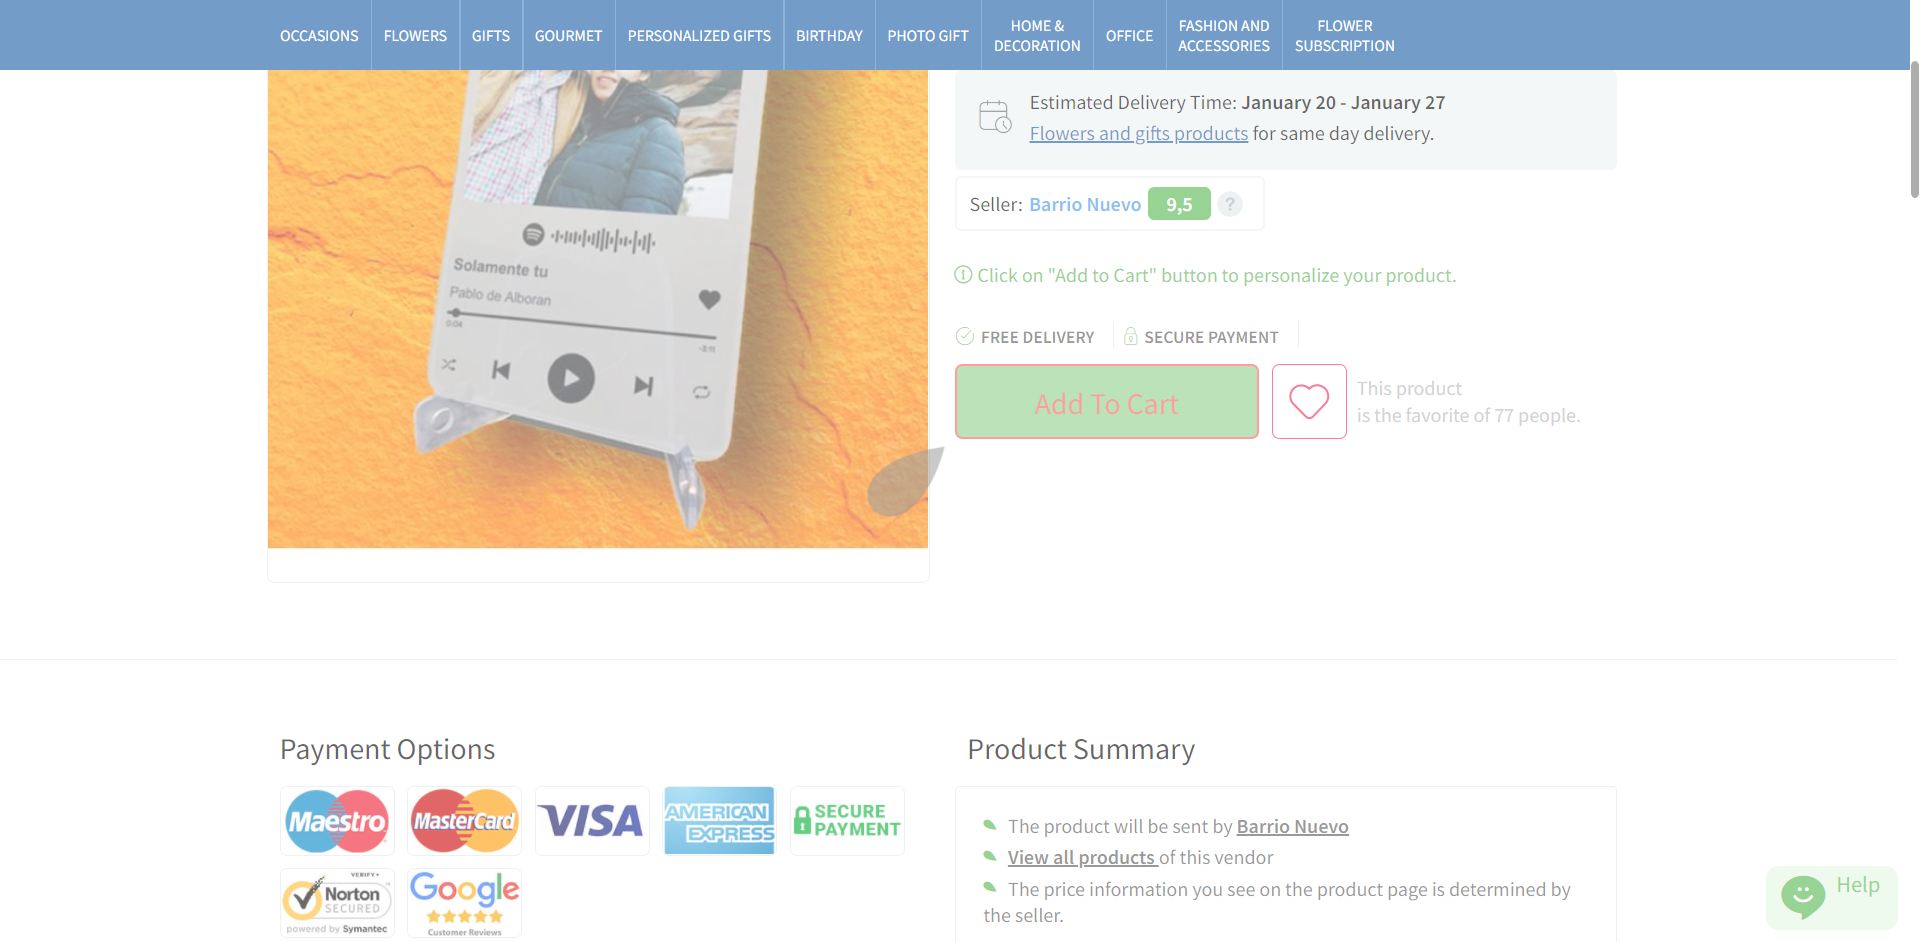 OCCASIONS
FLOWERS
GIFTS
GOURMET
PERSONALIZED GIFTS
BIRTHDAY
PHOTO GIFT
HOME &
DECORATION
OFFICE
FASHION AND
ACCESSORIES
FLOWER
SUBSCRIPTION
Solamente tu
Pablo de Alboran
0:04
-3:11
Estimated Delivery Time: January 20 - January 27
Flowers and gifts products for same day delivery.
Seller: Barrio Nuevo 9,5 ?
Click on "Add to Cart" button to personalize your product.
FREE DELIVERY
SECURE PAYMENT
Add To Cart
This product
is the favorite of 77 people.
Payment Options
Maestro
MasterCard
VISA
AMERICAN
EXPRESS
SECURE
PAYMENT
VERIFY
Norton
SECURED
powered by Symantec
Google
Customer Reviews
Product Summary
The product will be sent by Barrio Nuevo
View all products of this vendor
The price information you see on the product page is determined by
the seller.
Help